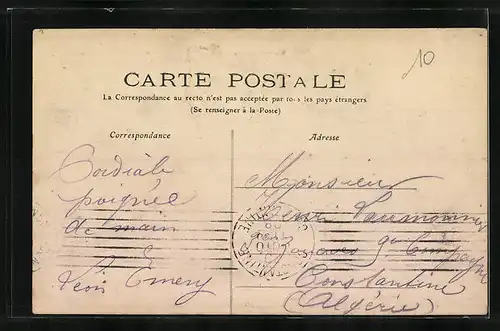 10
CARTE POSTALE
La Correspondance au recto n'est pas acceptée par tous les pays étrangers
(Se renseigner à la Poste)
Correspondance
Adresse
Cordiale
poignée
de main
Léon Emery
Monsieur
Henri
Constantine
(Algérie)